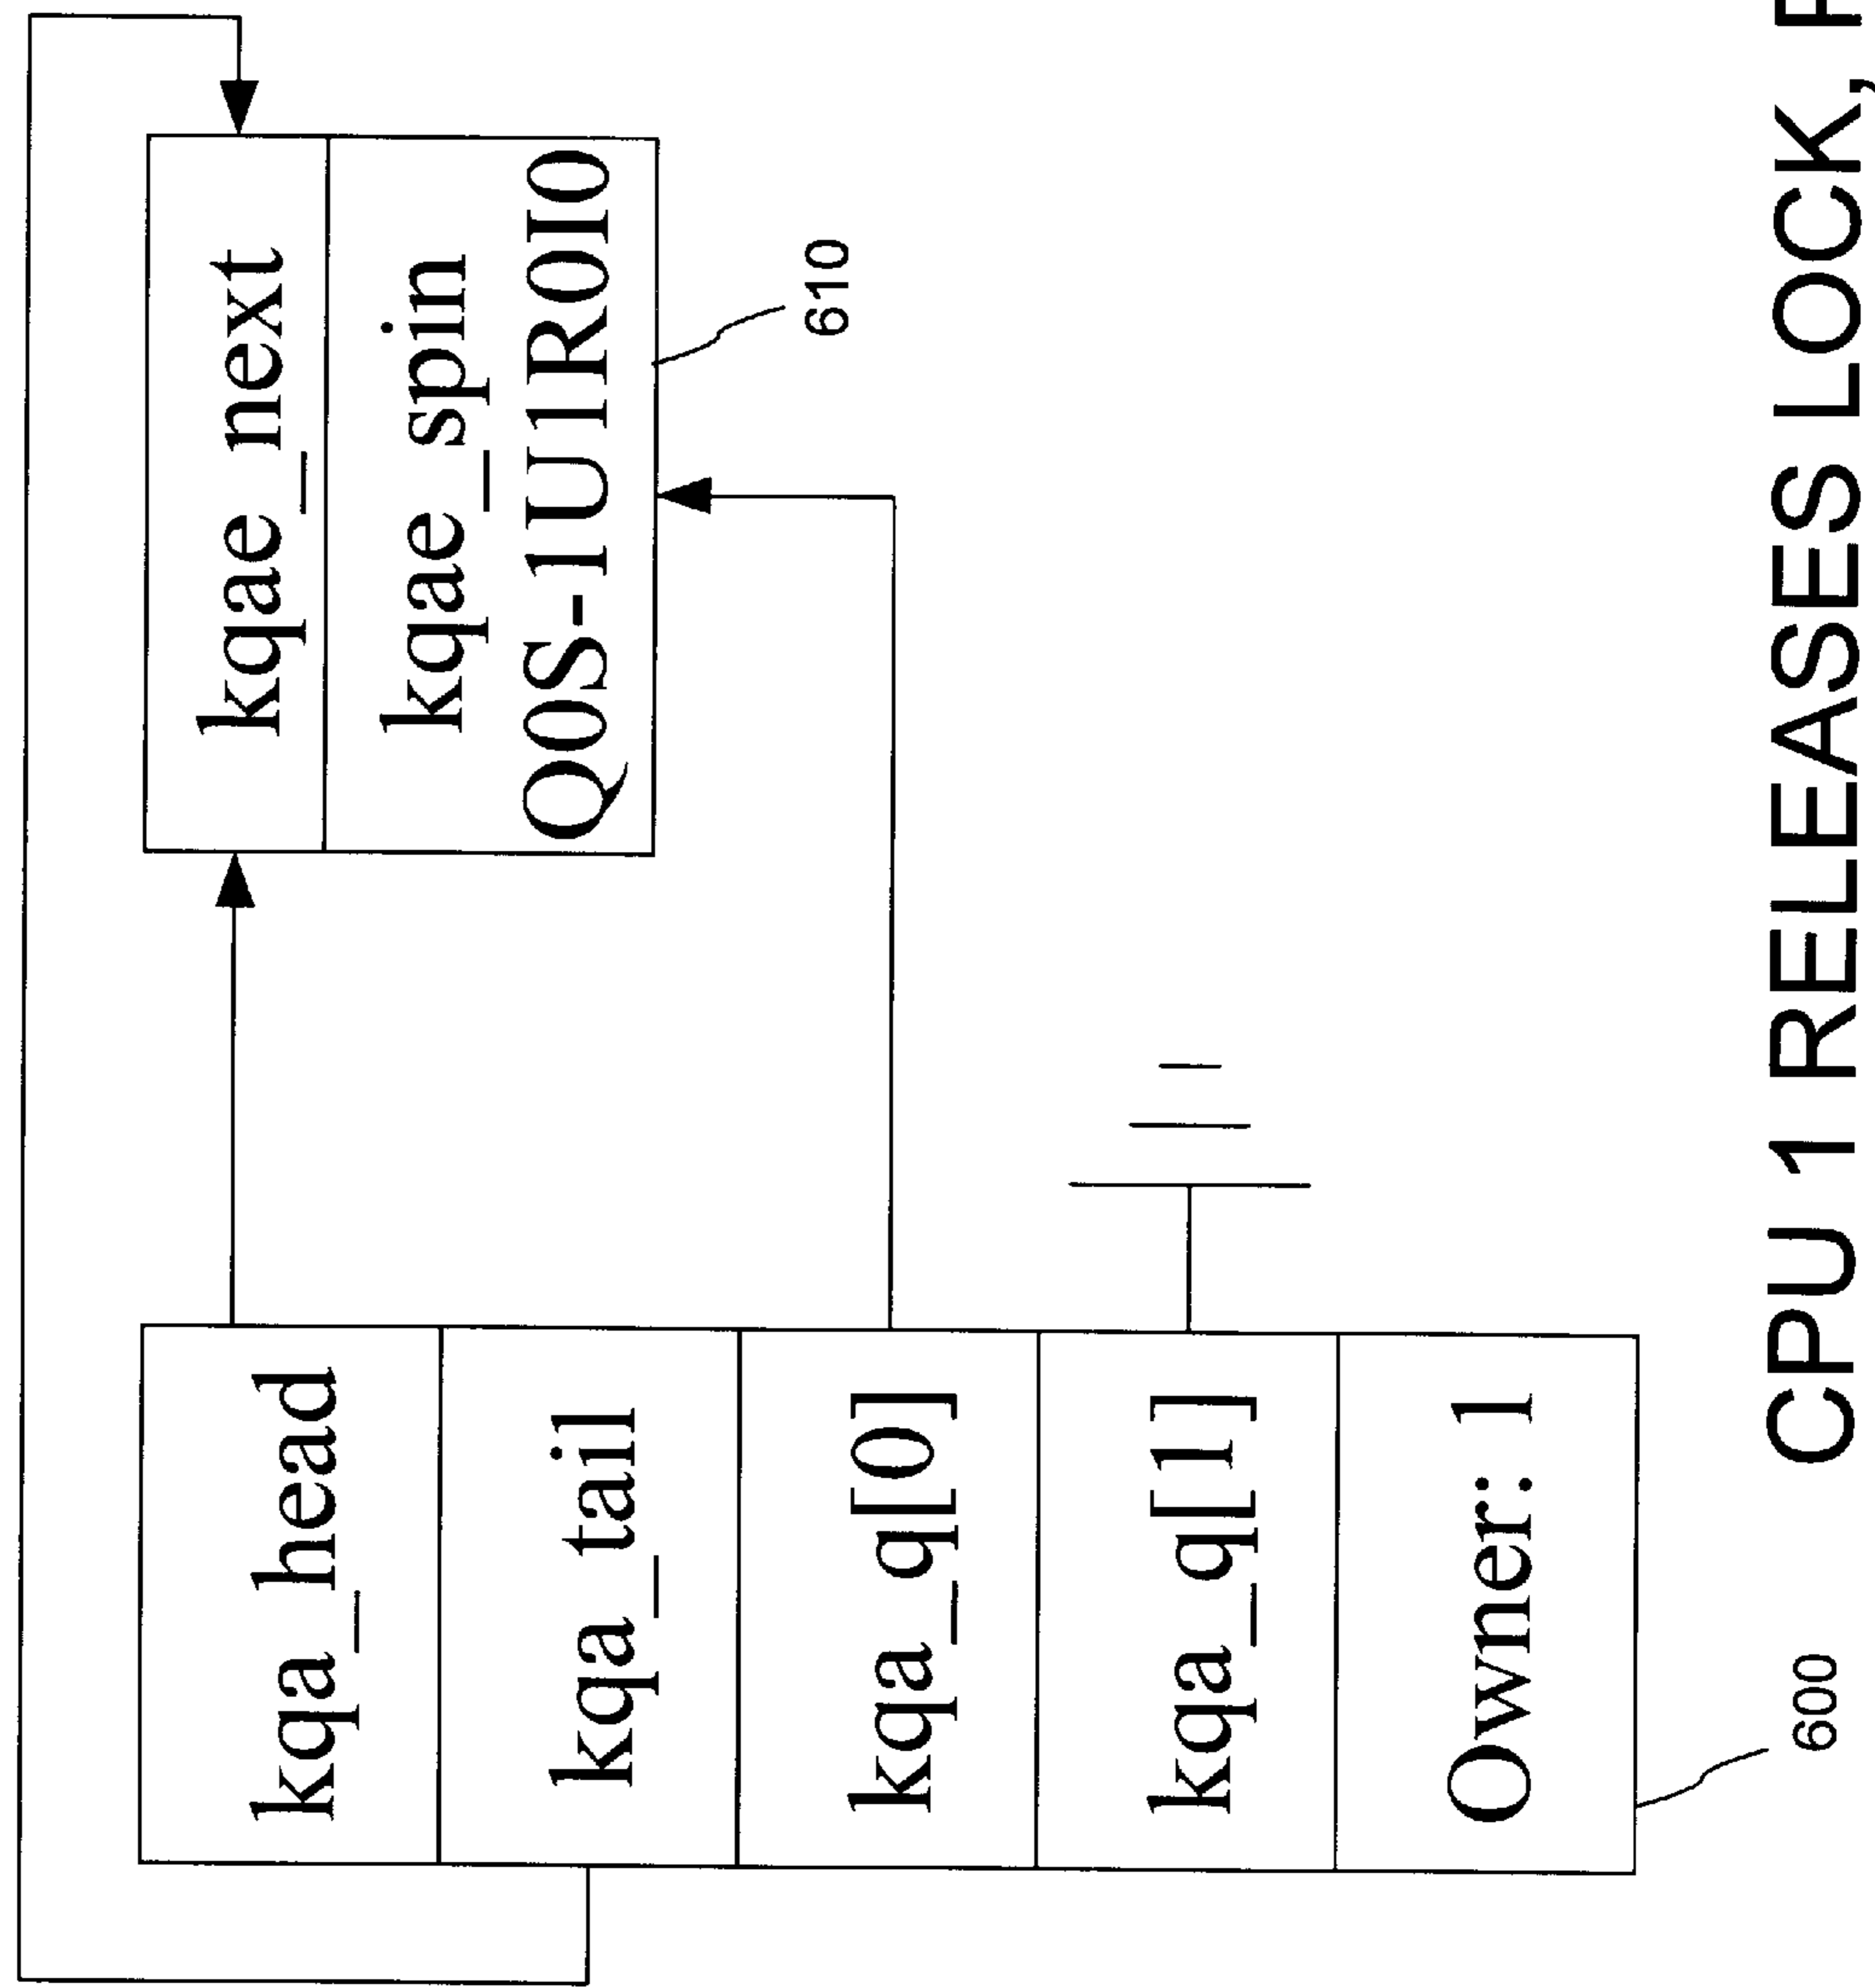 kqa_head
kqa_tail
kqa_q[0]
kqa_q[1]
Owner: 1
600
kqae_next
kqae_spin
Q0S-1U1R0I0
610
CPU 1 RELEASES LOCK,